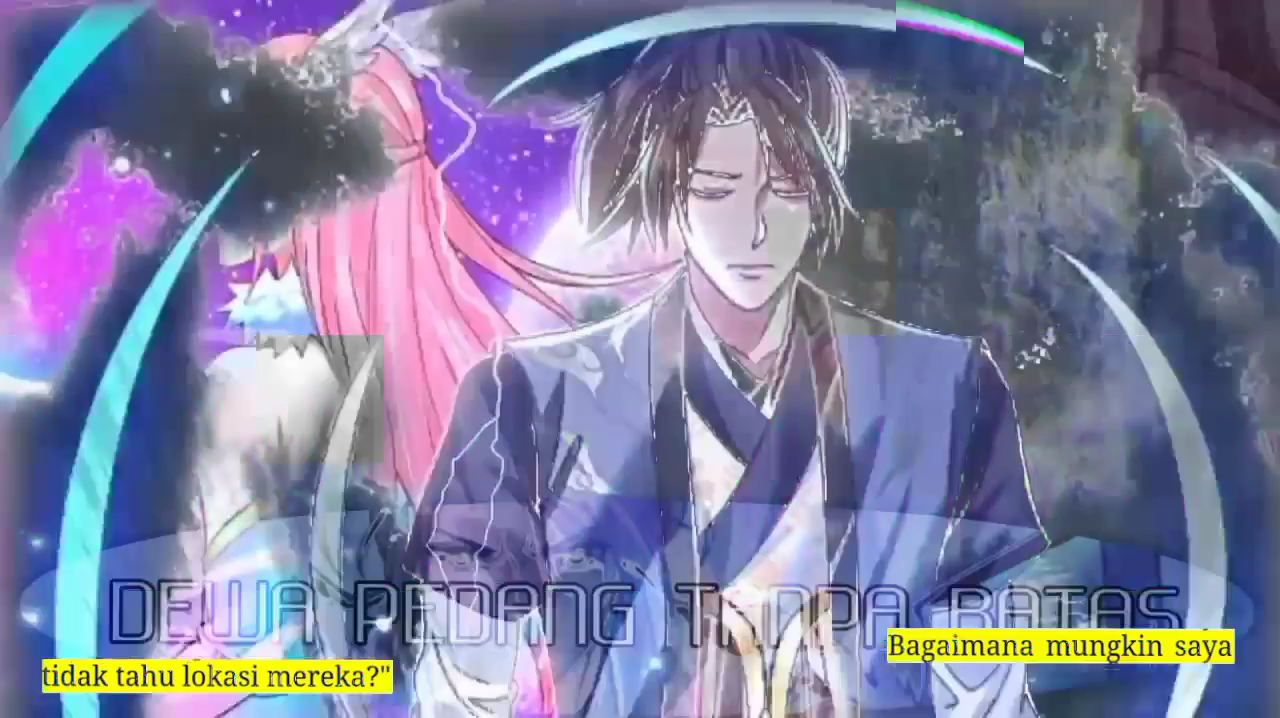 DEWA PEDANG TANPA BATAS
Bagaimana mungkin saya
tidak tahu lokasi mereka?"